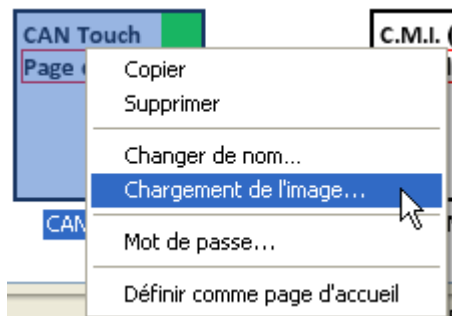 CAN Touch
C.M.I. (
Page
Copier
Supprimer
Changer de nom...
Chargement de l'image...
CAN
Mot de passe...
Définir comme page d'accueil